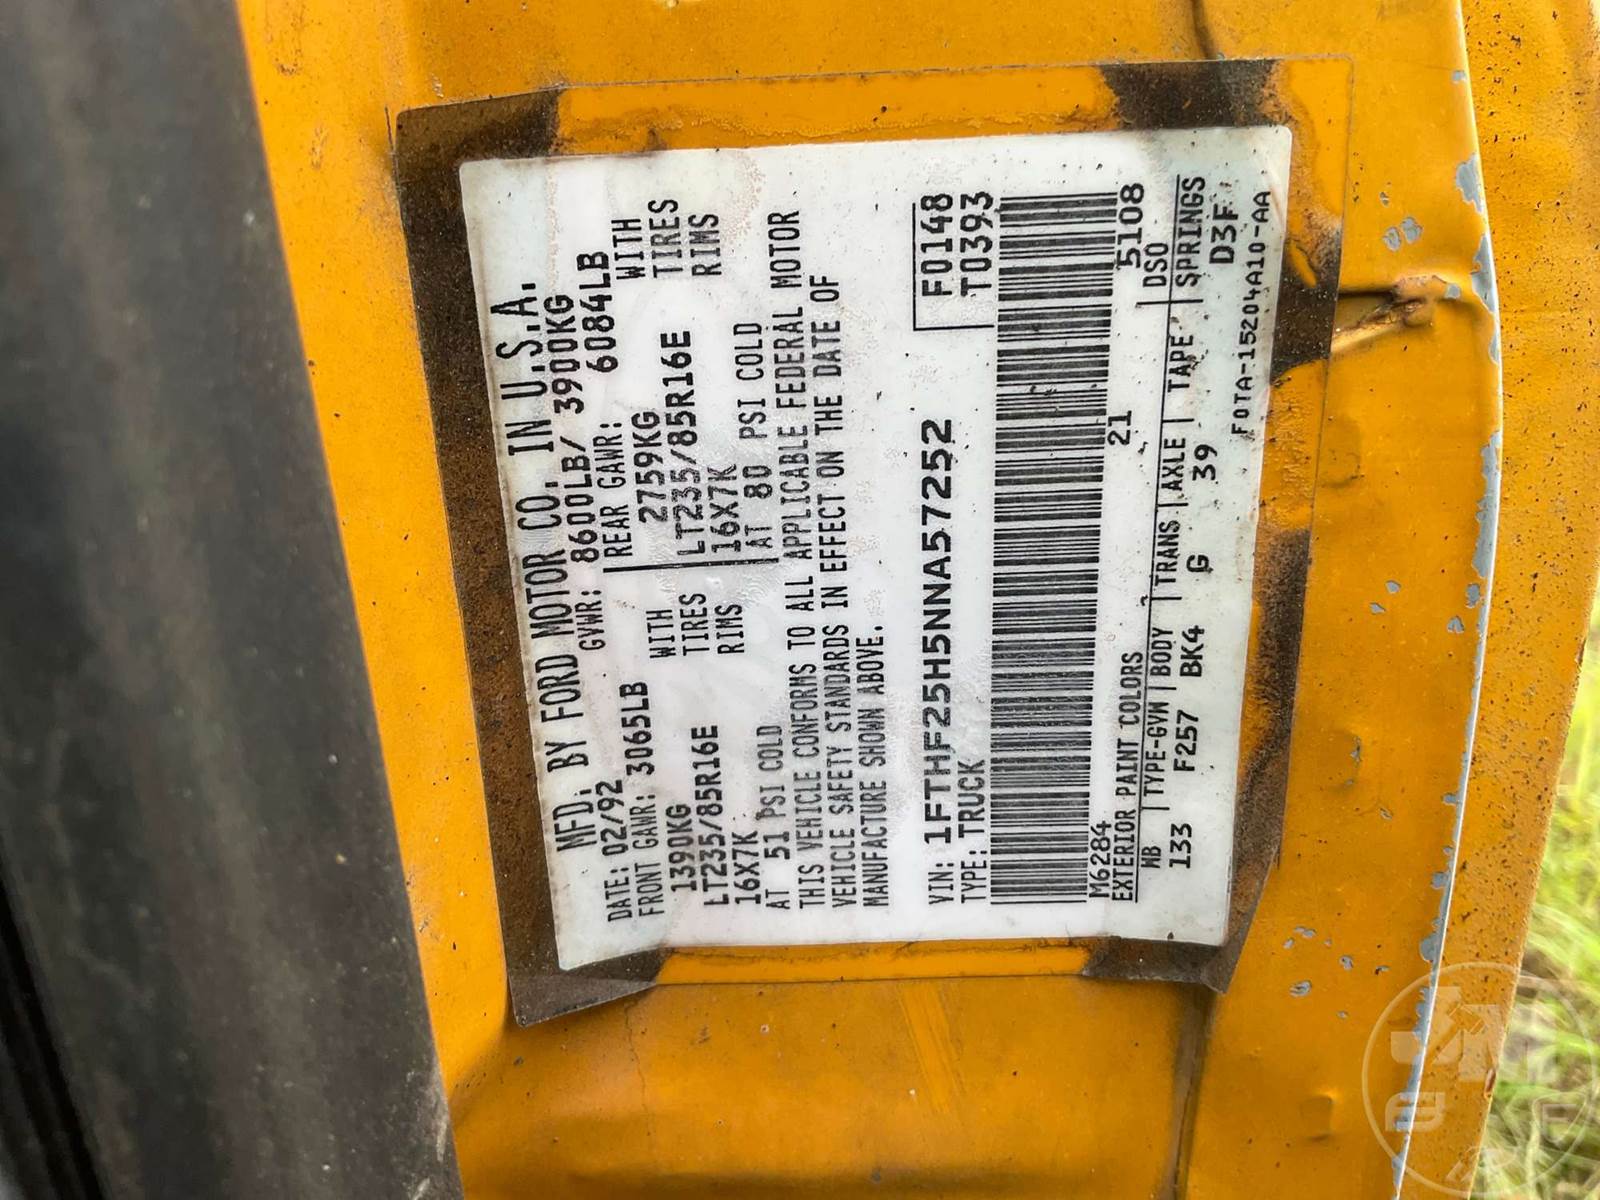 MFD. BY FORD MOTOR CO. IN U.S.A.
DATE: 02/92 GVWR: 8600LB/ 3900KG
FRONT GAWR: 3065LB REAR GAWR: 6084LB
1390KG WITH 2759KG WITH
LT235/85R16E TIRES LT235/85R16E TIRES
16X7K RIMS 16X7K RIMS
AT 51 PSI COLD AT 80 PSI COLD
THIS VEHICLE CONFORMS TO ALL APPLICABLE FEDERAL MOTOR
VEHICLE SAFETY STANDARDS IN EFFECT ON THE DATE OF
MANUFACTURE SHOWN ABOVE.
VIN: 1FTHF25H5NNA57252 F0148
TYPE: TRUCK T0393
M6284 21 5108
EXTERIOR PAINT COLORS DSO
WB TYPE-GVW BODY TRANS AXLE TAPE SPRINGS
133 F257 BK4 G 39 D3F
F0TA-15204A10-AA